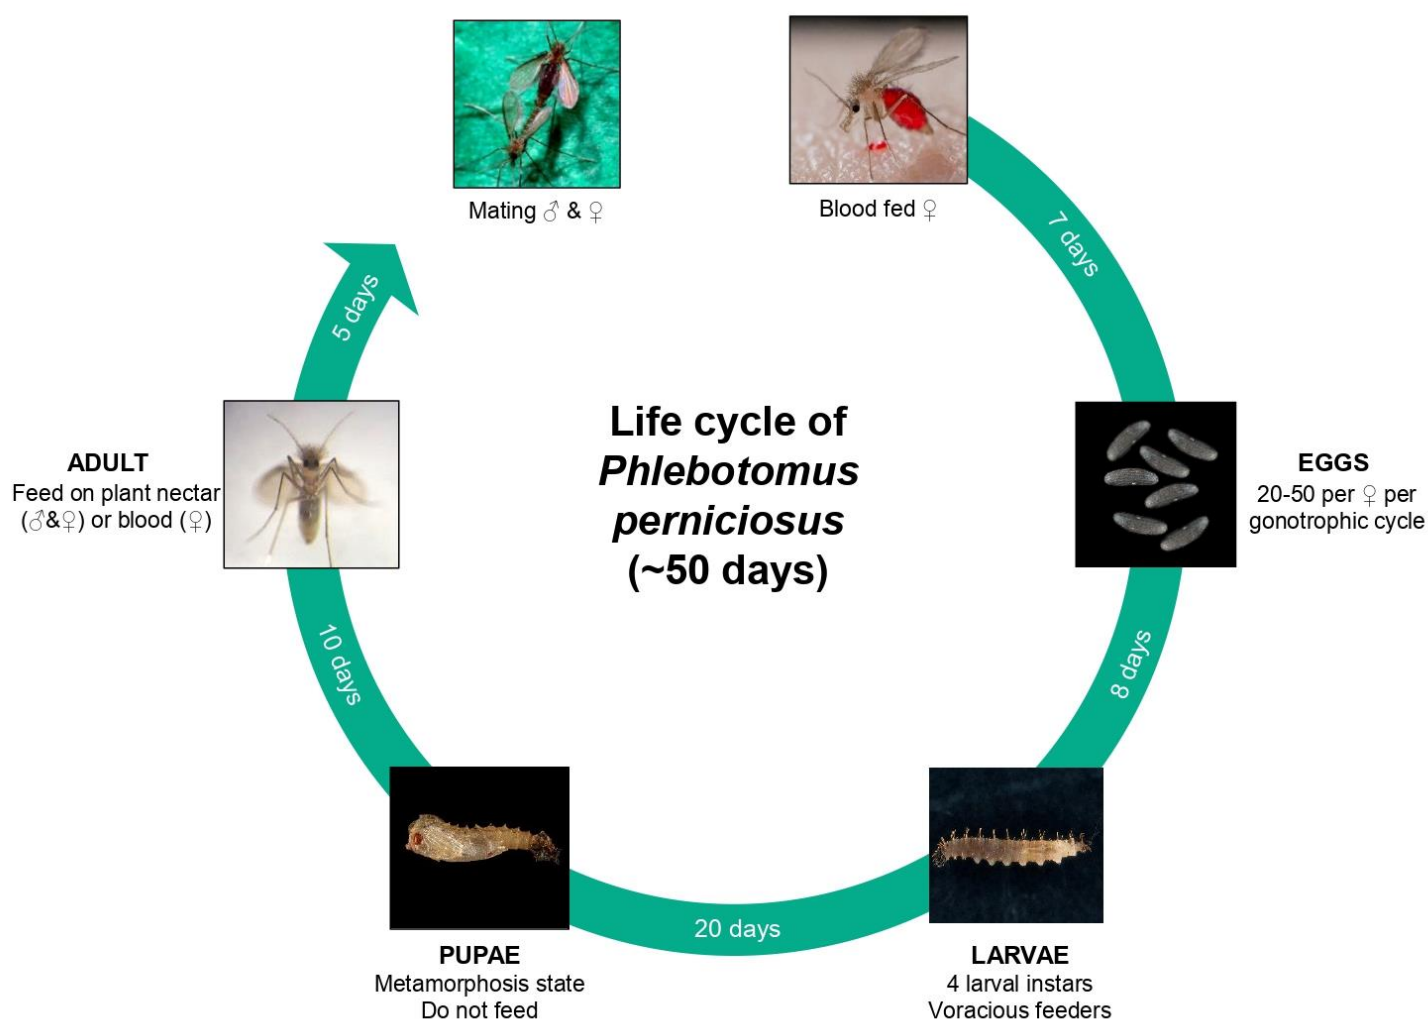 Mating ♂ & ♀
Blood fed ♀
7 days
5 days
Life cycle of
Phlebotomus
perniciosus
(~50 days)
ADULT
Feed on plant nectar
(♂&♀) or blood (♀)
EGGS
20-50 per ♀ per
gonotrophic cycle
10 days
8 days
20 days
PUPAE
Metamorphosis state
Do not feed
LARVAE
4 larval instars
Voracious feeders